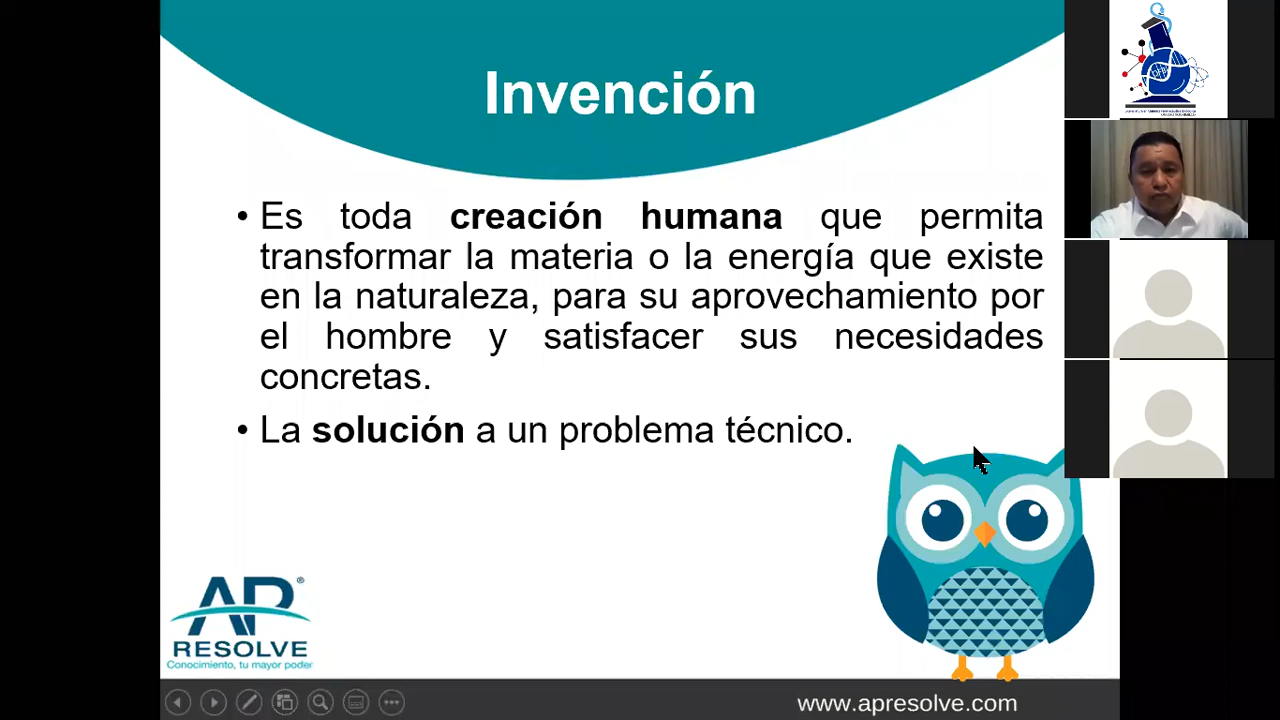 Invención
• Es toda creación humana que permita
transformar la materia o la energía que existe
en la naturaleza, para su aprovechamiento por
el hombre y satisfacer sus necesidades
concretas.
• La solución a un problema técnico.
AP®
RESOLVE
Conocimiento, tu mayor poder
www.apresolve.com